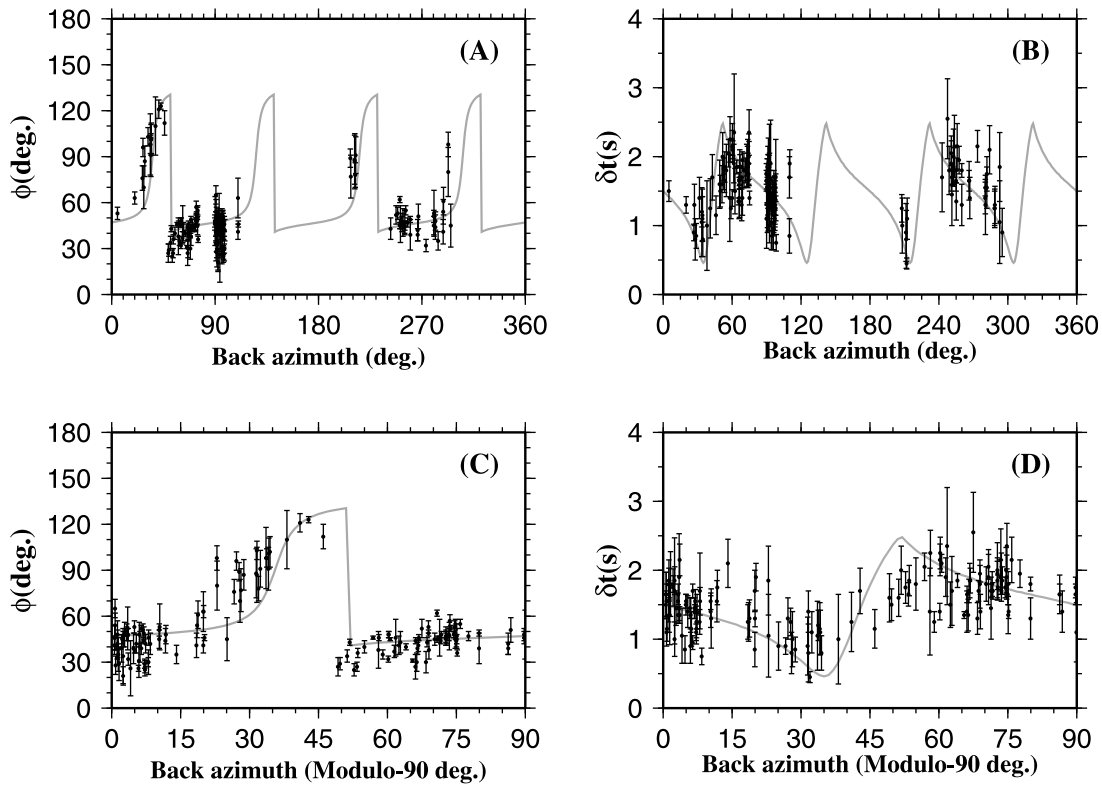 (A)
φ(deg.)
180
150
120
90
60
30
0
0 90 180 270 360
Back azimuth (deg.)
(B)
δt(s)
4
3
2
1
0
0 60 120 180 240 300 360
Back azimuth (deg.)
(C)
φ(deg.)
180
150
120
90
60
30
0
0 15 30 45 60 75 90
Back azimuth (Modulo-90 deg.)
(D)
δt(s)
4
3
2
1
0
0 15 30 45 60 75 90
Back azimuth (Modulo-90 deg.)